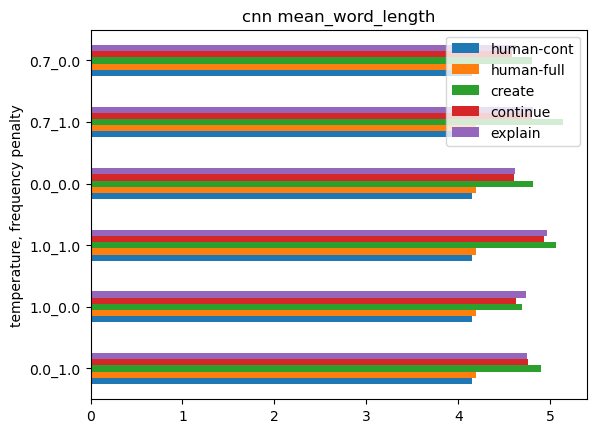 cnn mean_word_length
human-cont
human-full
create
continue
explain
temperature, frequency penalty
0.7_0.0
0.7_1.0
0.0_0.0
1.0_1.0
1.0_0.0
0.0_1.0
0 1 2 3 4 5